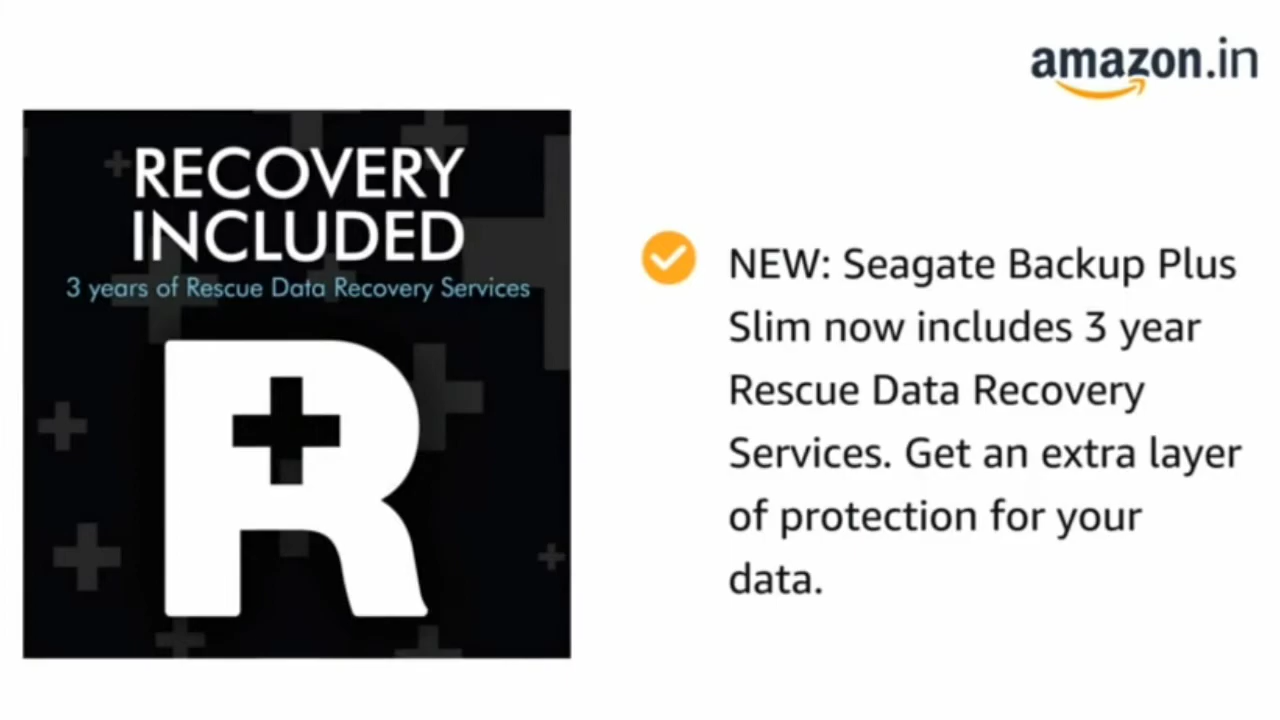 amazon.in
RECOVERY
INCLUDED
3 years of Rescue Data Recovery Services
R
NEW: Seagate Backup Plus
Slim now includes 3 year
Rescue Data Recovery
Services. Get an extra layer
of protection for your
data.